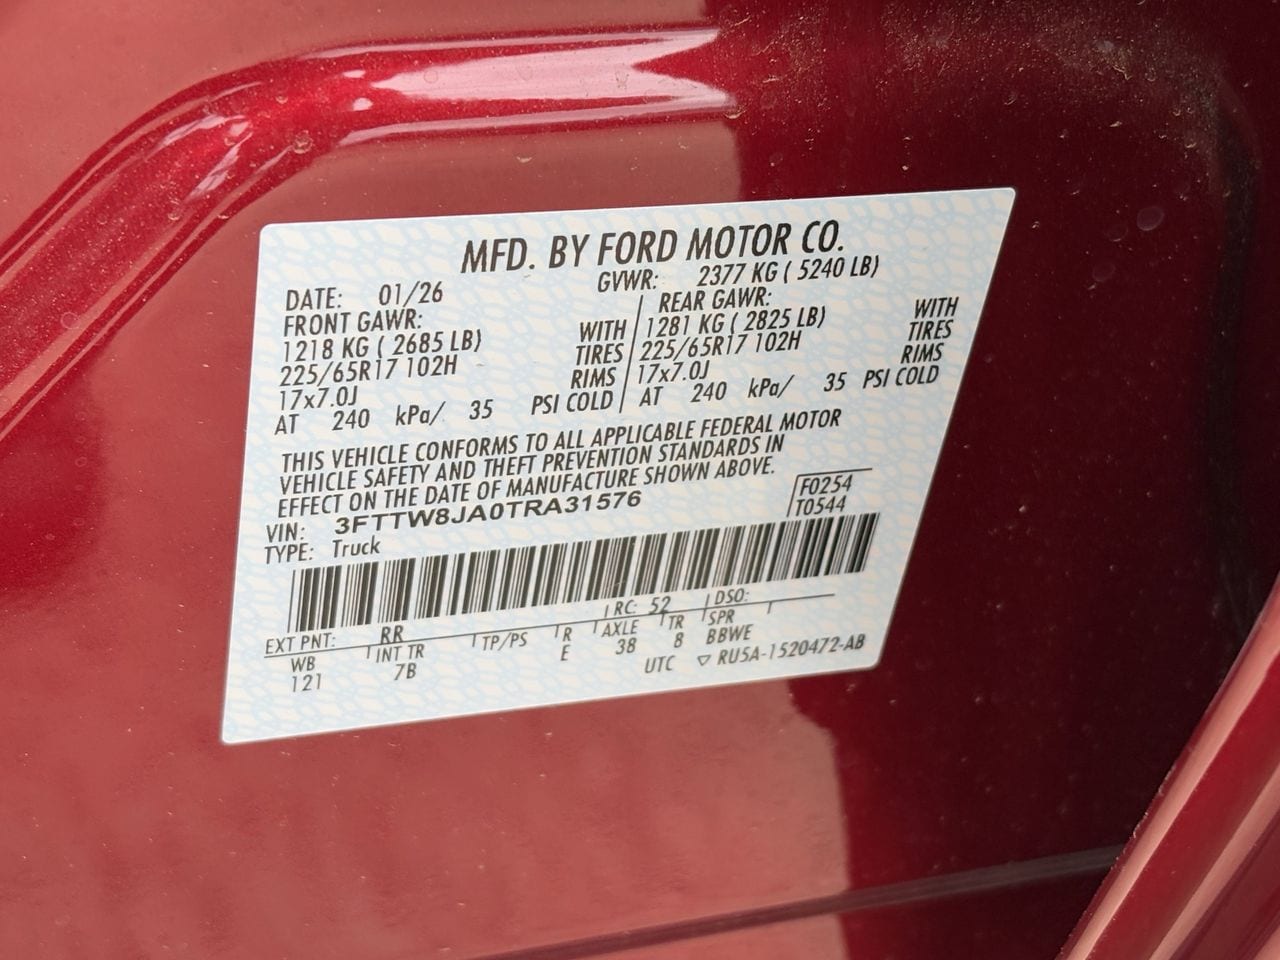 MFD. BY FORD MOTOR CO.
DATE: 01/26 GVWR: 2377 KG ( 5240 LB)
FRONT GAWR: REAR GAWR:
1218 KG ( 2685 LB) WITH 1281 KG ( 2825 LB) WITH
225/65R17 102H TIRES 225/65R17 102H TIRES
17x7.0J RIMS 17x7.0J RIMS
AT 240 kPa/ 35 PSI COLD AT 240 kPa/ 35 PSI COLD
THIS VEHICLE CONFORMS TO ALL APPLICABLE FEDERAL MOTOR
VEHICLE SAFETY AND THEFT PREVENTION STANDARDS IN
EFFECT ON THE DATE OF MANUFACTURE SHOWN ABOVE.
VIN: 3FTTW8JA0TRA31576 F0254
TYPE: Truck T0544
EXT PNT: RR RC: 52 DSO:
WB INT TR TP/PS R AXLE TR SPR
121 7B E 38 8 BBWE
UTC ▽ RU5A-1520472-AB